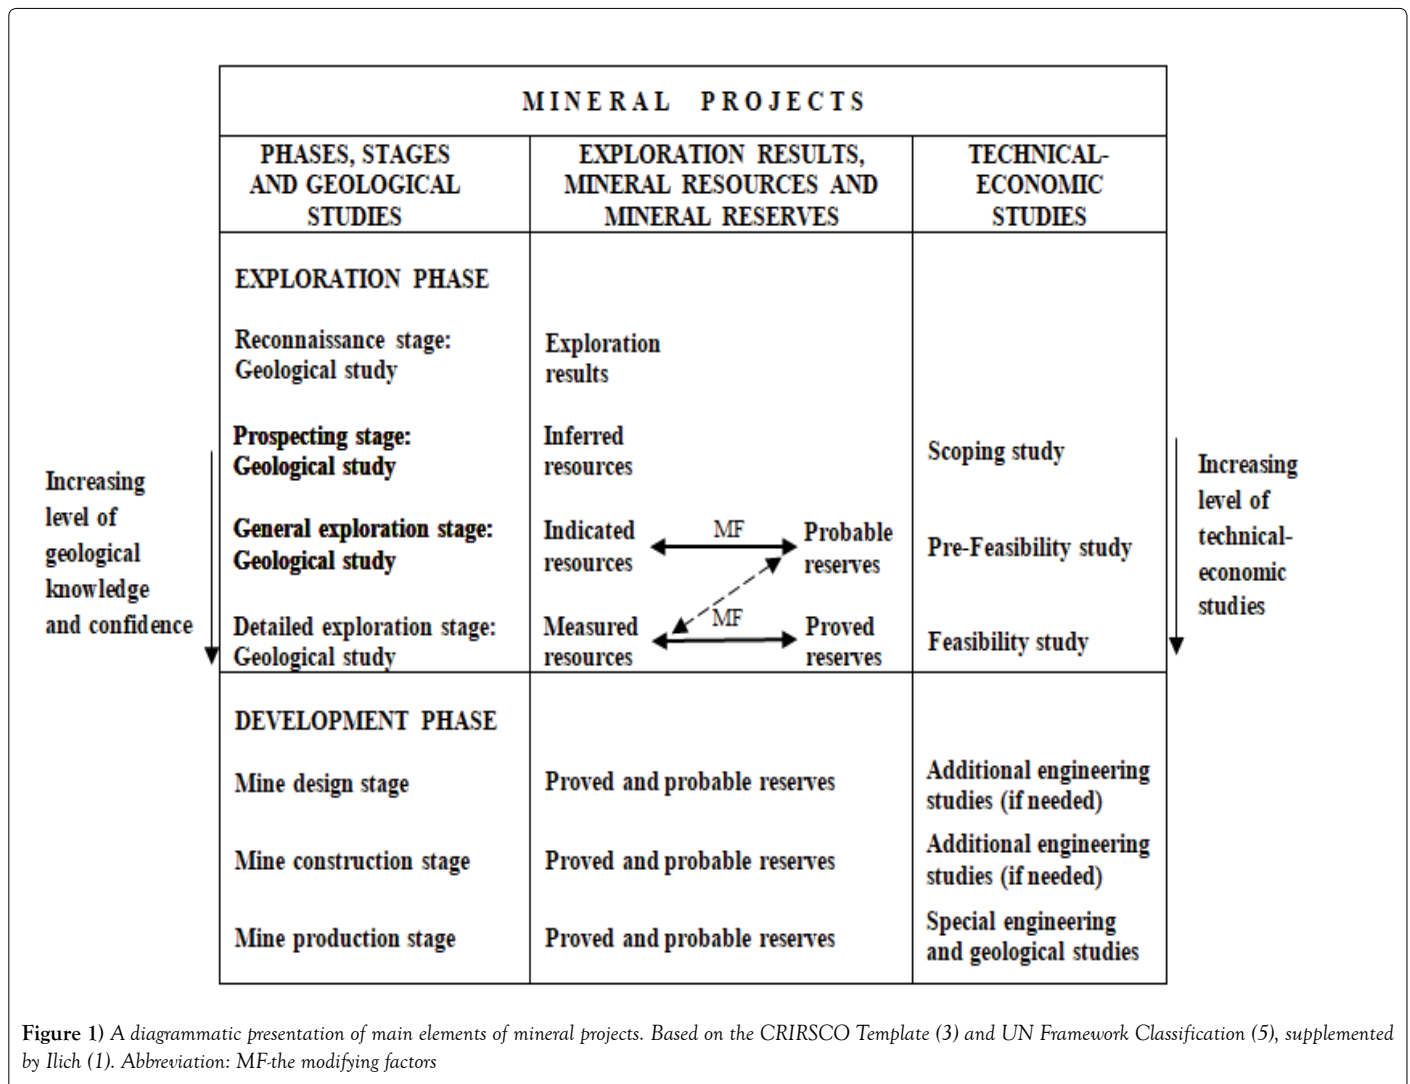 MINERAL PROJECTS
PHASES, STAGES
AND GEOLOGICAL
STUDIES
EXPLORATION RESULTS,
MINERAL RESOURCES AND
MINERAL RESERVES
TECHNICAL-
ECONOMIC
STUDIES
EXPLORATION PHASE
Reconnaissance stage:
Geological study
Exploration
results
Prospecting stage:
Geological study
Inferred
resources
Scoping study
General exploration stage:
Geological study
Indicated
resources
MF
Probable
reserves
Pre-Feasibility study
Detailed exploration stage:
Geological study
Measured
resources
MF
Proved
reserves
Feasibility study
Increasing
level of
geological
knowledge
and confidence
Increasing
level of
technical-
economic
studies
DEVELOPMENT PHASE
Mine design stage
Proved and probable reserves
Additional engineering
studies (if needed)
Mine construction stage
Proved and probable reserves
Additional engineering
studies (if needed)
Mine production stage
Proved and probable reserves
Special engineering
and geological studies
Figure 1) A diagrammatic presentation of main elements of mineral projects. Based on the CRIRSCO Template (3) and UN Framework Classification (5), supplemented
by Ilich (1). Abbreviation: MF-the modifying factors